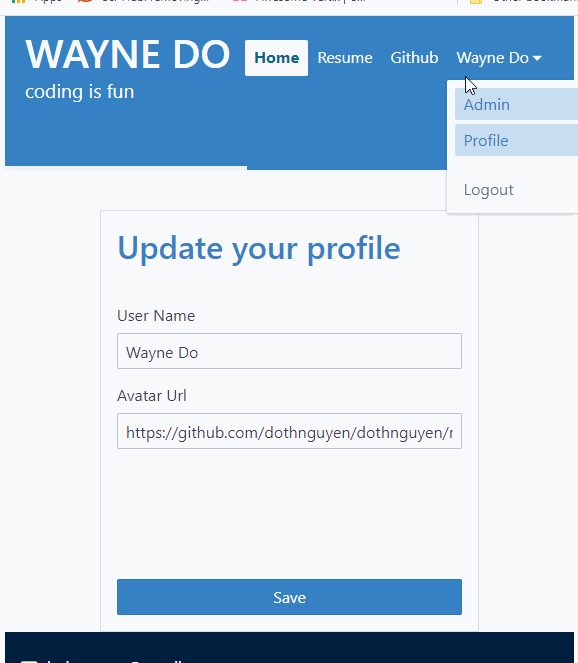 WAYNE DO
coding is fun
Home
Resume
Github
Wayne Do
Admin
Profile
Logout
Update your profile
User Name
Wayne Do
Avatar Url
https://github.com/dothnguyen/dothnguyen/r
Save